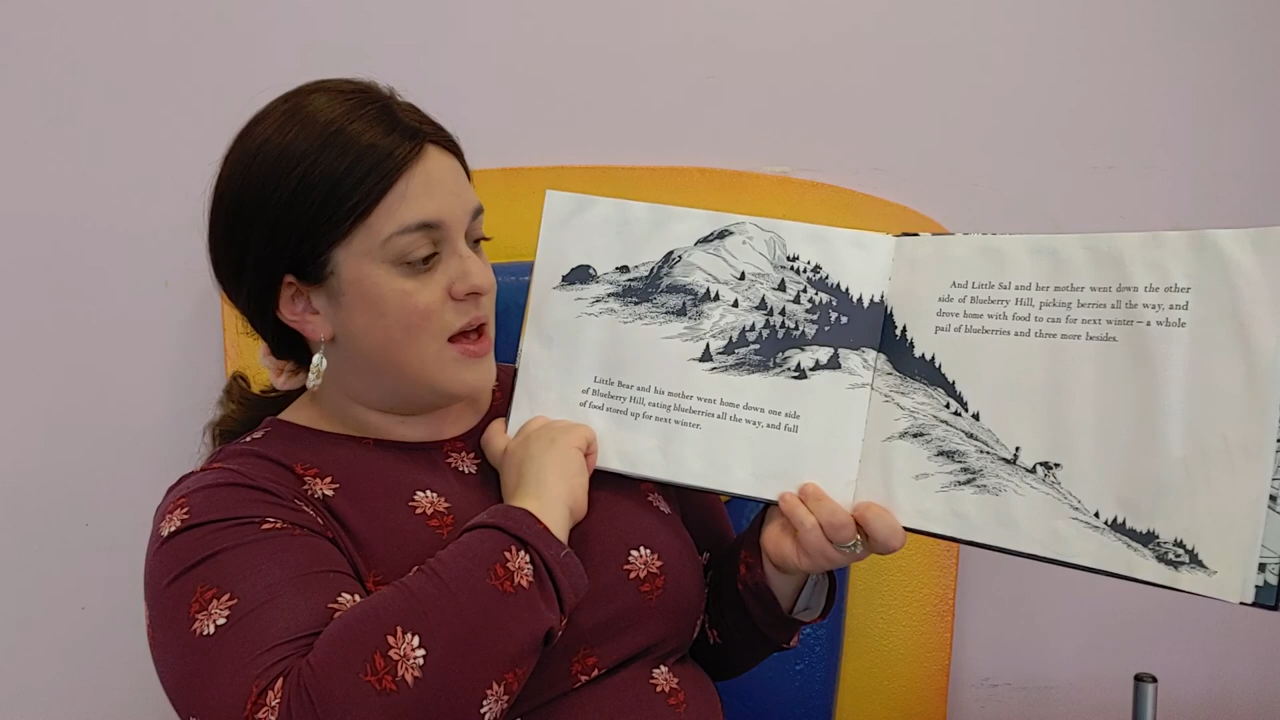 Little Bear and his mother went home down one side
of Blueberry Hill, eating blueberries all the way, and full
of food stored up for next winter.
And Little Sal and her mother went down the other
side of Blueberry Hill, picking berries all the way, and
drove home with food to can for next winter—a whole
pail of blueberries and three more besides.